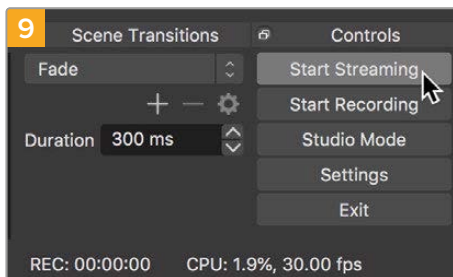 9
Scene Transitions
Controls
Fade
Start Streaming
Start Recording
Duration 300 ms
Studio Mode
Settings
Exit
REC: 00:00:00 CPU: 1.9%, 30.00 fps